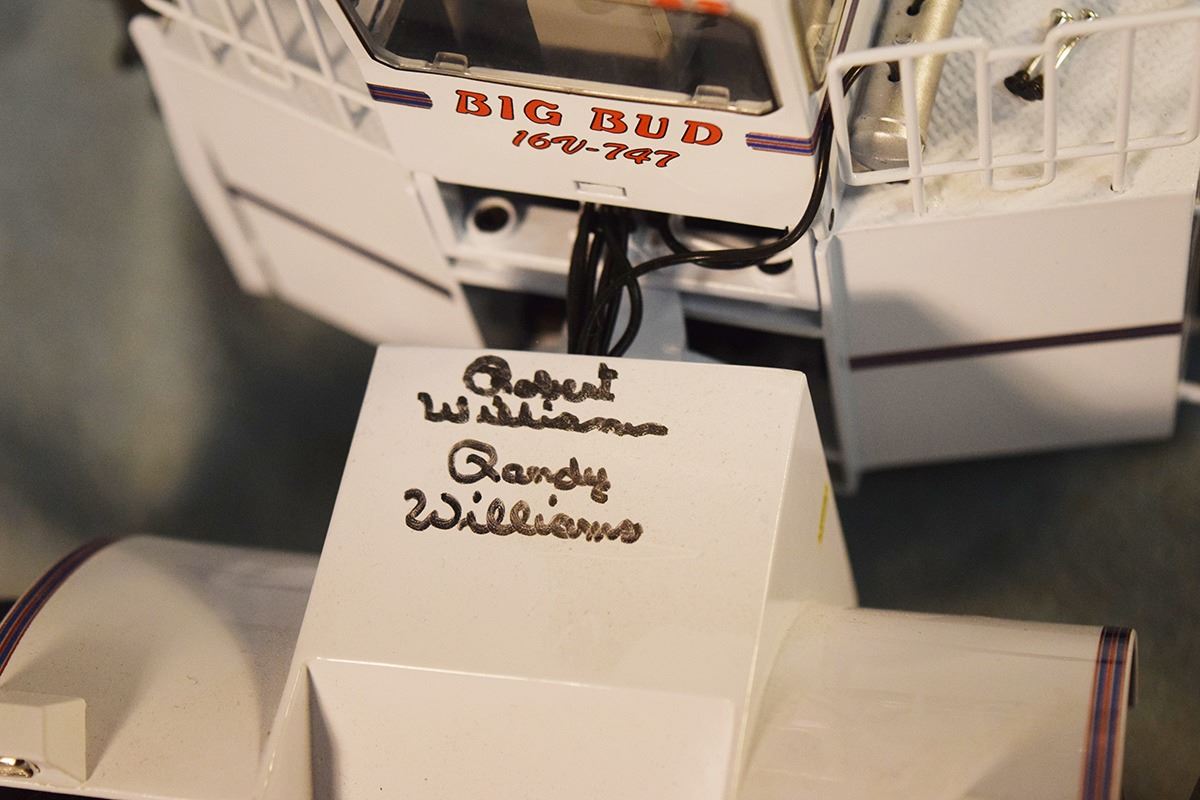 BIG BUD
16V-747
Robert
Williams
Randy
Williams